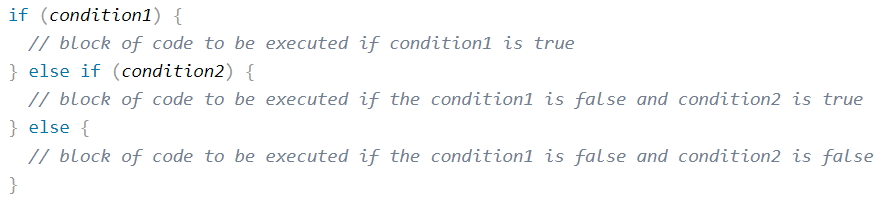 if (condition1) {
  // block of code to be executed if condition1 is true
} else if (condition2) {
  // block of code to be executed if the condition1 is false and condition2 is true
} else {
  // block of code to be executed if the condition1 is false and condition2 is false
}